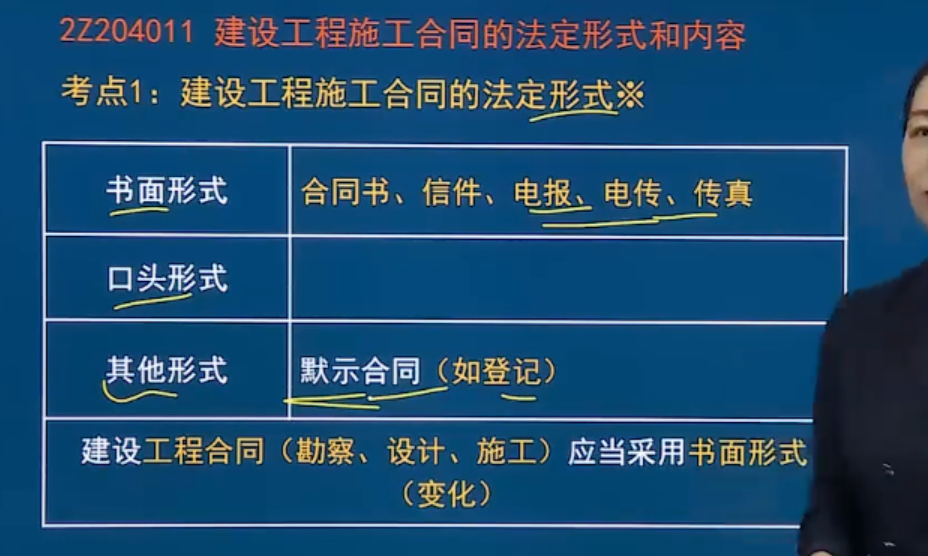 2Z204011 建设工程施工合同的法定形式和内容
考点1：建设工程施工合同的法定形式※
书面形式 合同书、信件、电报、电传、传真
口头形式
其他形式 默示合同（如登记）
建设工程合同（勘察、设计、施工）应当采用书面形式
（变化）